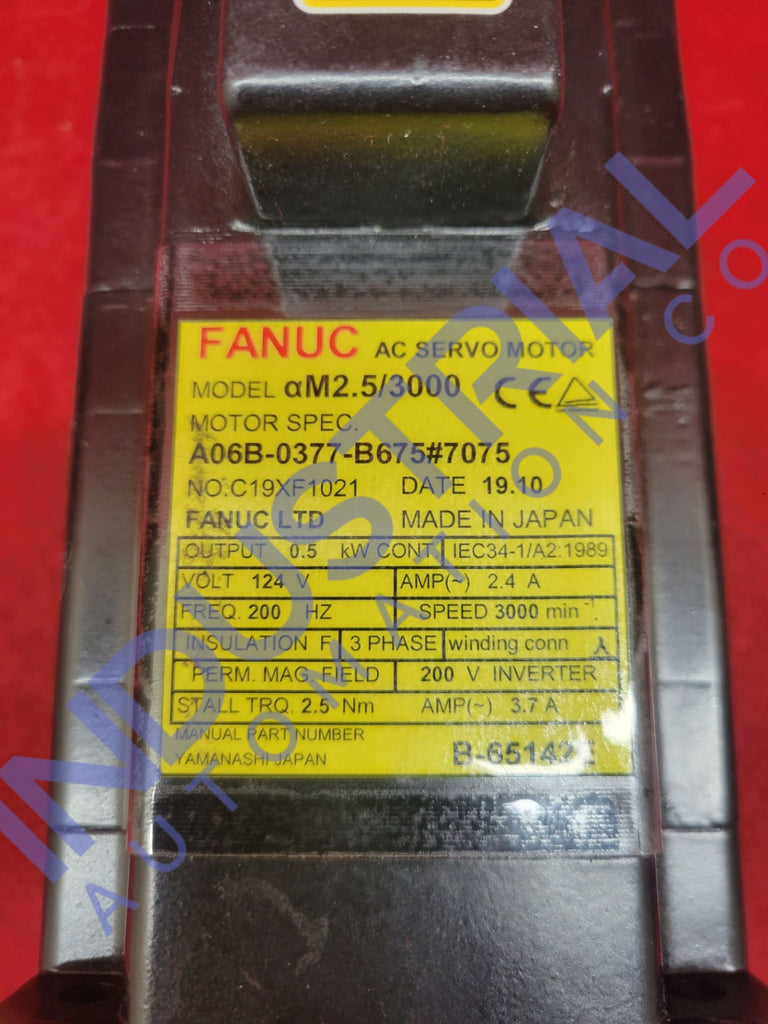 FANUC AC SERVO MOTOR
MODEL αM2.5/3000 CE
MOTOR SPEC.
A06B-0377-B675#7075
NO.C19XF1021 DATE 19.10
FANUC LTD MADE IN JAPAN
OUTPUT 0.5 kW CONT. IEC34-1/A2:1989
VOLT 124 V AMP(~) 2.4 A
FREQ. 200 HZ SPEED 3000 min⁻¹
INSULATION F 3 PHASE winding conn
PERM. MAG. FIELD 200 V INVERTER
STALL TRQ. 2.5 Nm AMP(~) 3.7 A
MANUAL PART NUMBER
YAMANASHI JAPAN B-65142E
INDUSTRIAL
AUTOMATION CO